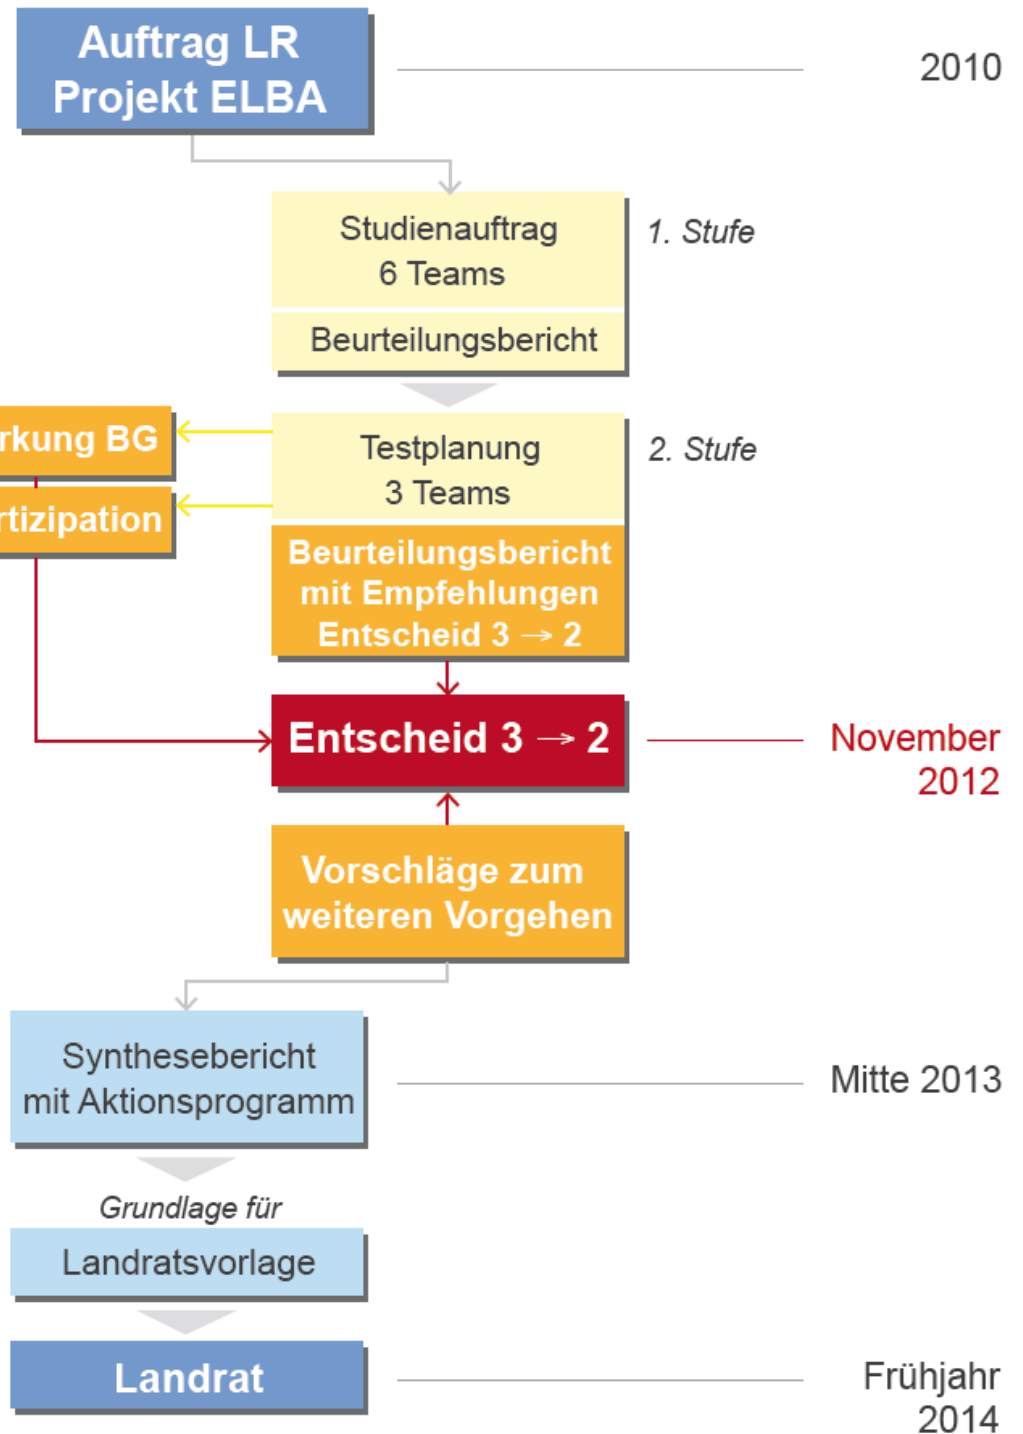 Auftrag LR
Projekt ELBA
2010
Studienauftrag
6 Teams
1. Stufe
Beurteilungsbericht
rkung BG
Testplanung
3 Teams
2. Stufe
rtizipation
Beurteilungsbericht
mit Empfehlungen
Entscheid 3 → 2
Entscheid 3 → 2
November
2012
Vorschläge zum
weiteren Vorgehen
Synthesebericht
mit Aktionsprogramm
Mitte 2013
Grundlage für
Landratsvorlage
Landrat
Frühjahr
2014